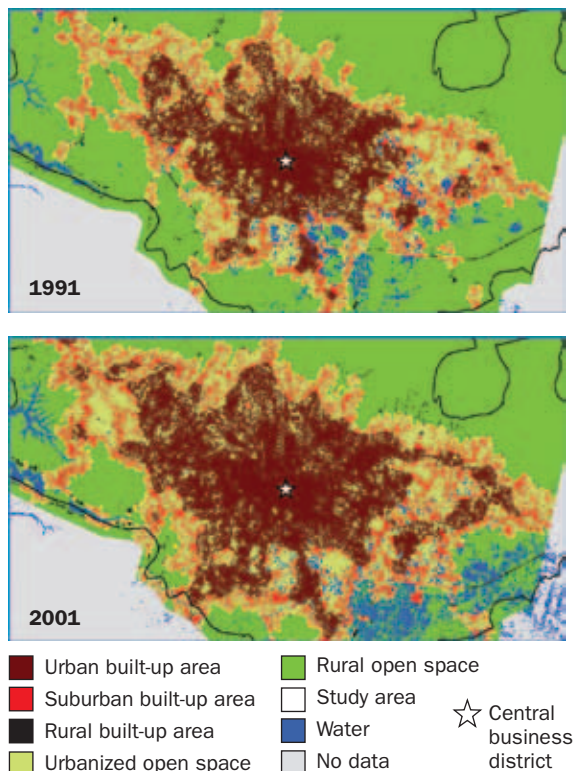 1991
2001
Urban built-up area
Suburban built-up area
Rural built-up area
Urbanized open space
Rural open space
Study area
Water
No data
Central
business
district